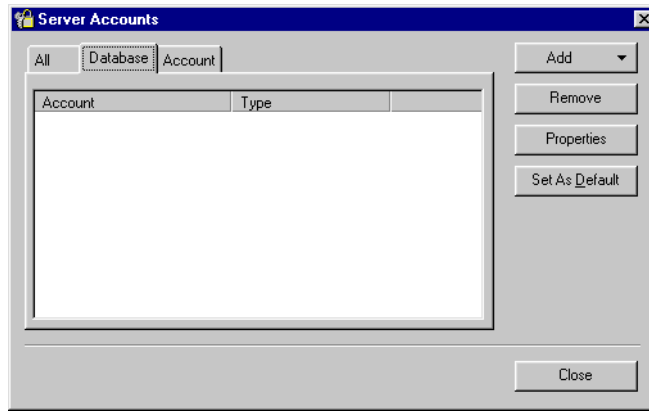 Server Accounts
All Database Account
Account Type
Add
Remove
Properties
Set As Default
Close